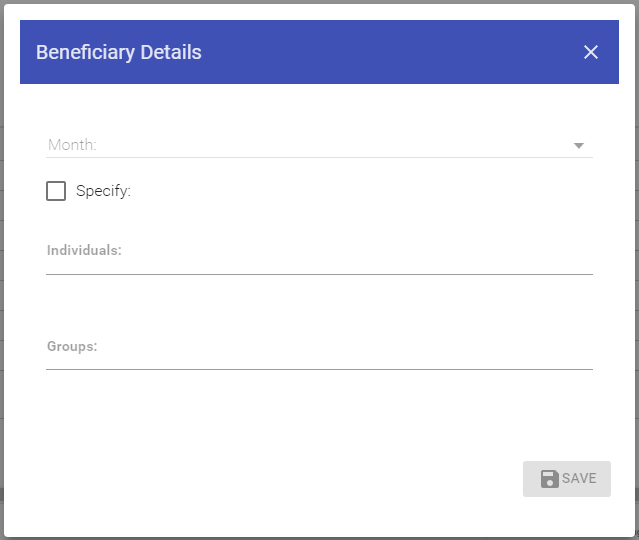 Beneficiary Details
Month:
Specify:
Individuals:
Groups:
SAVE